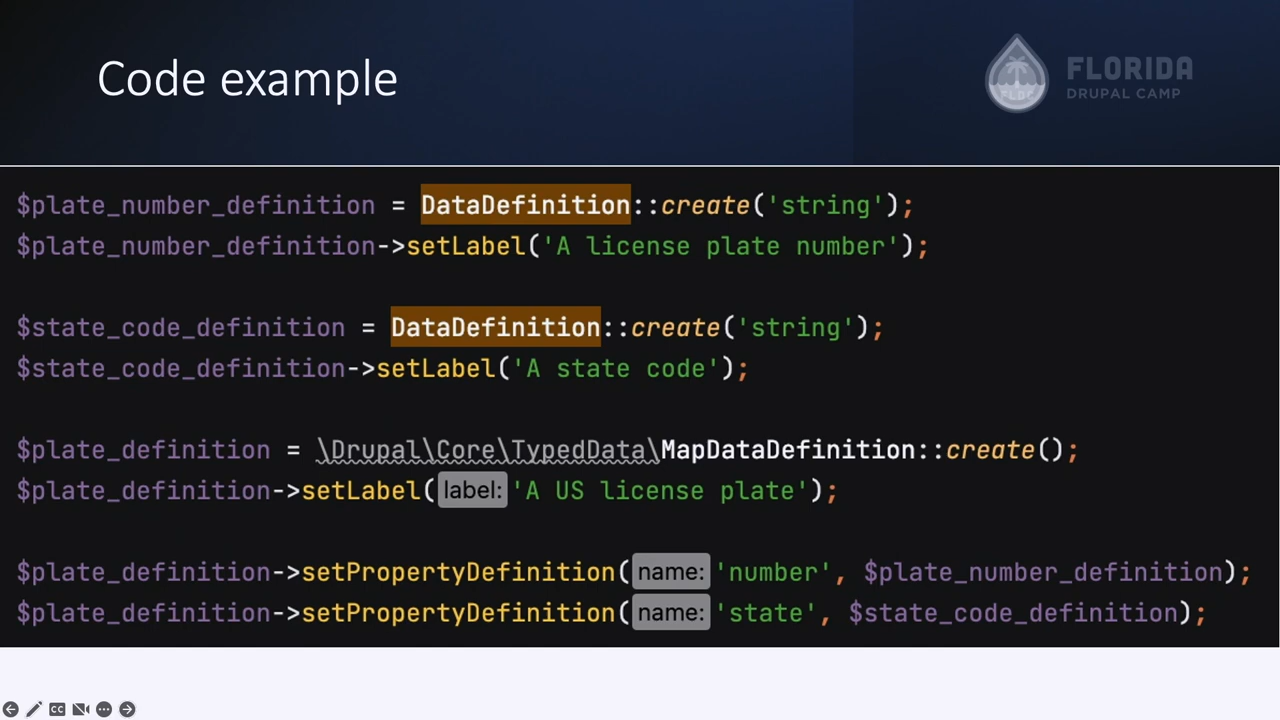 Code example
FLORIDA
DRUPAL CAMP
FLDC
$plate_number_definition = DataDefinition::create('string');
$plate_number_definition->setLabel('A license plate number');
$state_code_definition = DataDefinition::create('string');
$state_code_definition->setLabel('A state code');
$plate_definition = \Drupal\Core\TypedData\MapDataDefinition::create();
$plate_definition->setLabel(label: 'A US license plate');
$plate_definition->setPropertyDefinition(name: 'number', $plate_number_definition);
$plate_definition->setPropertyDefinition(name: 'state', $state_code_definition);
CC